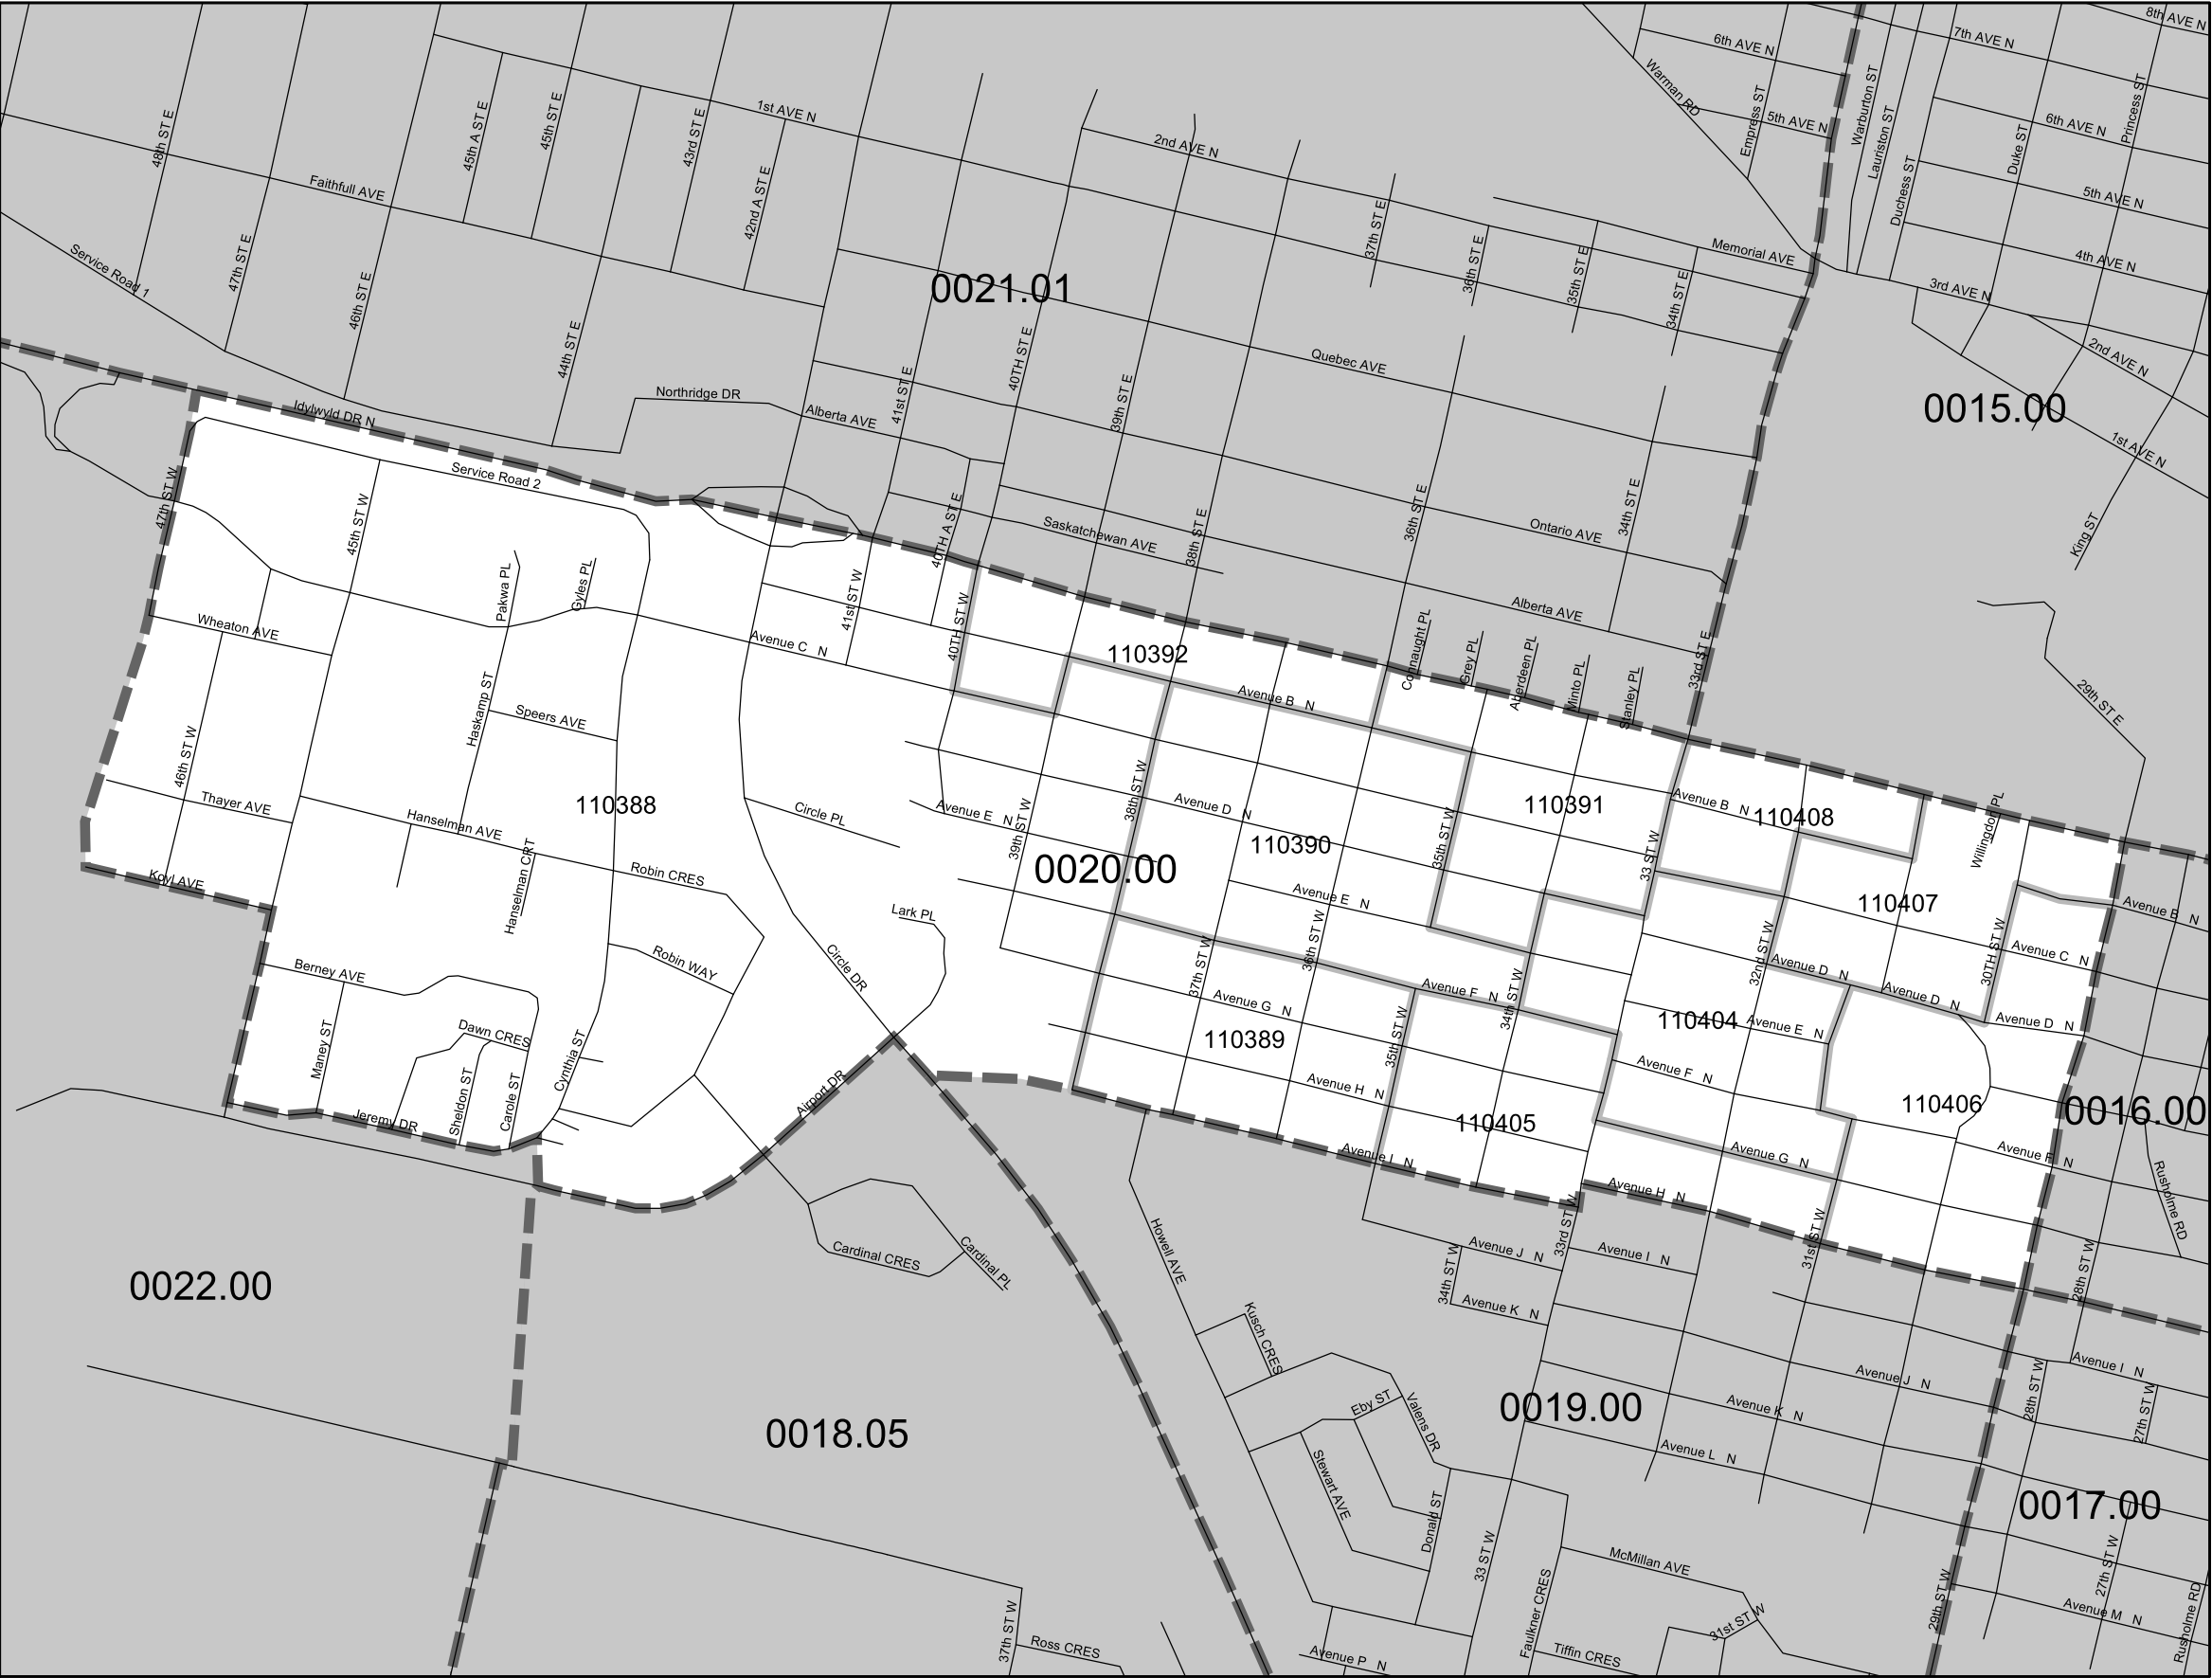 8th AVE N
7th AVE N
6th AVE N
Warman RD
5th AVE N
Empress ST
Warburton ST
Lauriston ST
Duchess ST
Duke ST
Princess ST
6th AVE N
5th AVE N
4th AVE N
3rd AVE N
2nd AVE N
1st AVE N
King ST
0015.00
48th ST E
45th A ST E
45th ST E
43rd ST E
42nd A ST E
1st AVE N
2nd AVE N
Faithfull AVE
47th ST E
46th ST E
44th ST E
Service Road 1
37th ST E
36th ST E
35th ST E
34th ST E
Memorial AVE
0021.01
40TH ST E
39th ST E
41st ST E
Quebec AVE
Northridge DR
Alberta AVE
Idylwyld DR N
Service Road 2
47th ST W
45th ST W
40TH A ST E
Saskatchewan AVE
38th ST E
36th ST E
34th ST E
Ontario AVE
Alberta AVE
33rd ST E
29th ST E
Pakwa PL
Gyles PL
Wheaton AVE
Avenue C N
41st ST W
40TH ST W
110392
Connaught PL
Grey PL
Aberdeen PL
Minto PL
Stanley PL
Haskamp ST
Speers AVE
46th ST W
Avenue B N
Thayer AVE
110388
Hanselman AVE
Circle PL
Avenue E N
39th ST W
38th ST W
Avenue D N
110390
110391
35th ST W
33 ST W
Avenue B N
110408
Willingdon PL
Hanselman CRT
Robin CRES
0020.00
Koyl AVE
Lark PL
Avenue E N
110407
Avenue B N
Berney AVE
Robin WAY
Circle DR
37th ST W
36th ST W
34th ST W
32nd ST W
30TH ST W
Avenue C N
Avenue D N
Avenue D N
Avenue D N
Avenue G N
Avenue F N
110404
Avenue E N
Maney ST
Dawn CRES
Sheldon ST
Carole ST
Cynthia ST
Jeremy DR
Airport DR
110389
35th ST W
Avenue F N
Avenue H N
110405
110406
0016.00
Avenue I N
Avenue G N
Avenue F N
Rusholme RD
Avenue H N
Howell AVE
33rd ST W
31st ST W
28th ST W
Cardinal CRES
Cardinal PL
Avenue J N
Avenue I N
34th ST W
Avenue K N
0022.00
Kusch CRES
Avenue I N
Avenue J N
28th ST W
27th ST W
Eby ST
Valens DR
0019.00
Avenue K N
0018.05
Avenue L N
Stewart AVE
Donald ST
0017.00
33 ST W
McMillan AVE
27th ST W
Faulkner CRES
29th ST W
Avenue M N
Rusholme RD
37th ST W
Ross CRES
31st ST W
Avenue P N
Tiffin CRES